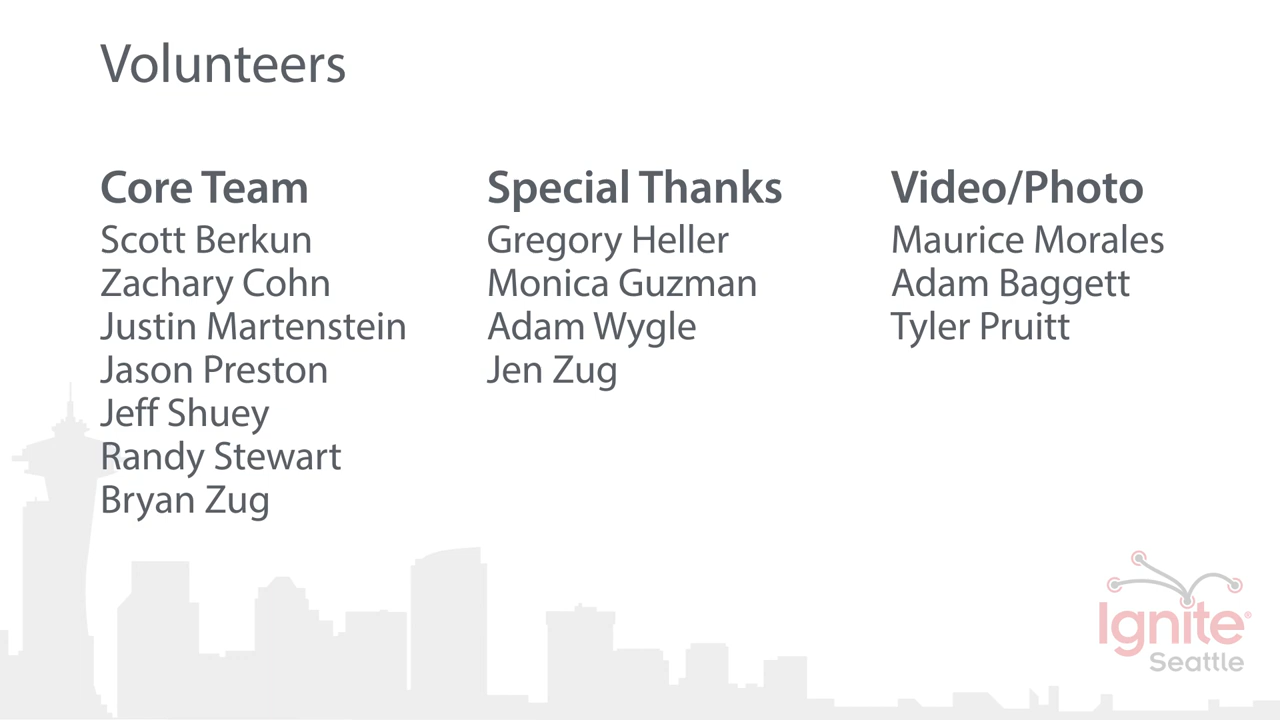 Volunteers
Core Team
Scott Berkun
Zachary Cohn
Justin Martenstein
Jason Preston
Jeff Shuey
Randy Stewart
Bryan Zug
Special Thanks
Gregory Heller
Monica Guzman
Adam Wygle
Jen Zug
Video/Photo
Maurice Morales
Adam Baggett
Tyler Pruitt
Ignite®
Seattle